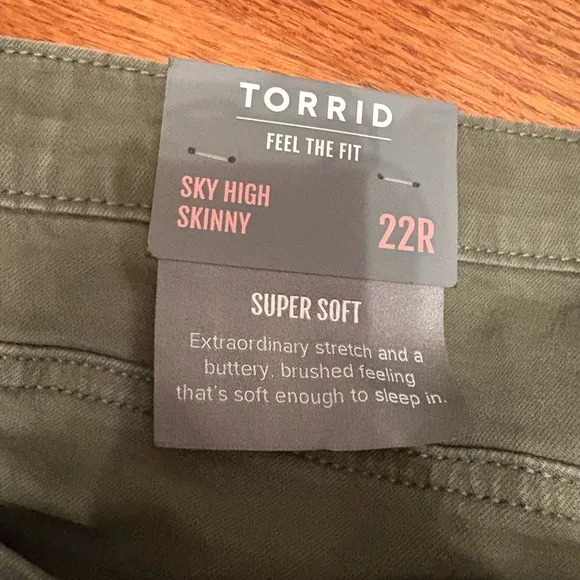 TORRID
FEEL THE FIT
SKY HIGH
SKINNY
22R
SUPER SOFT
Extraordinary stretch and a
buttery, brushed feeling
that's soft enough to sleep in.